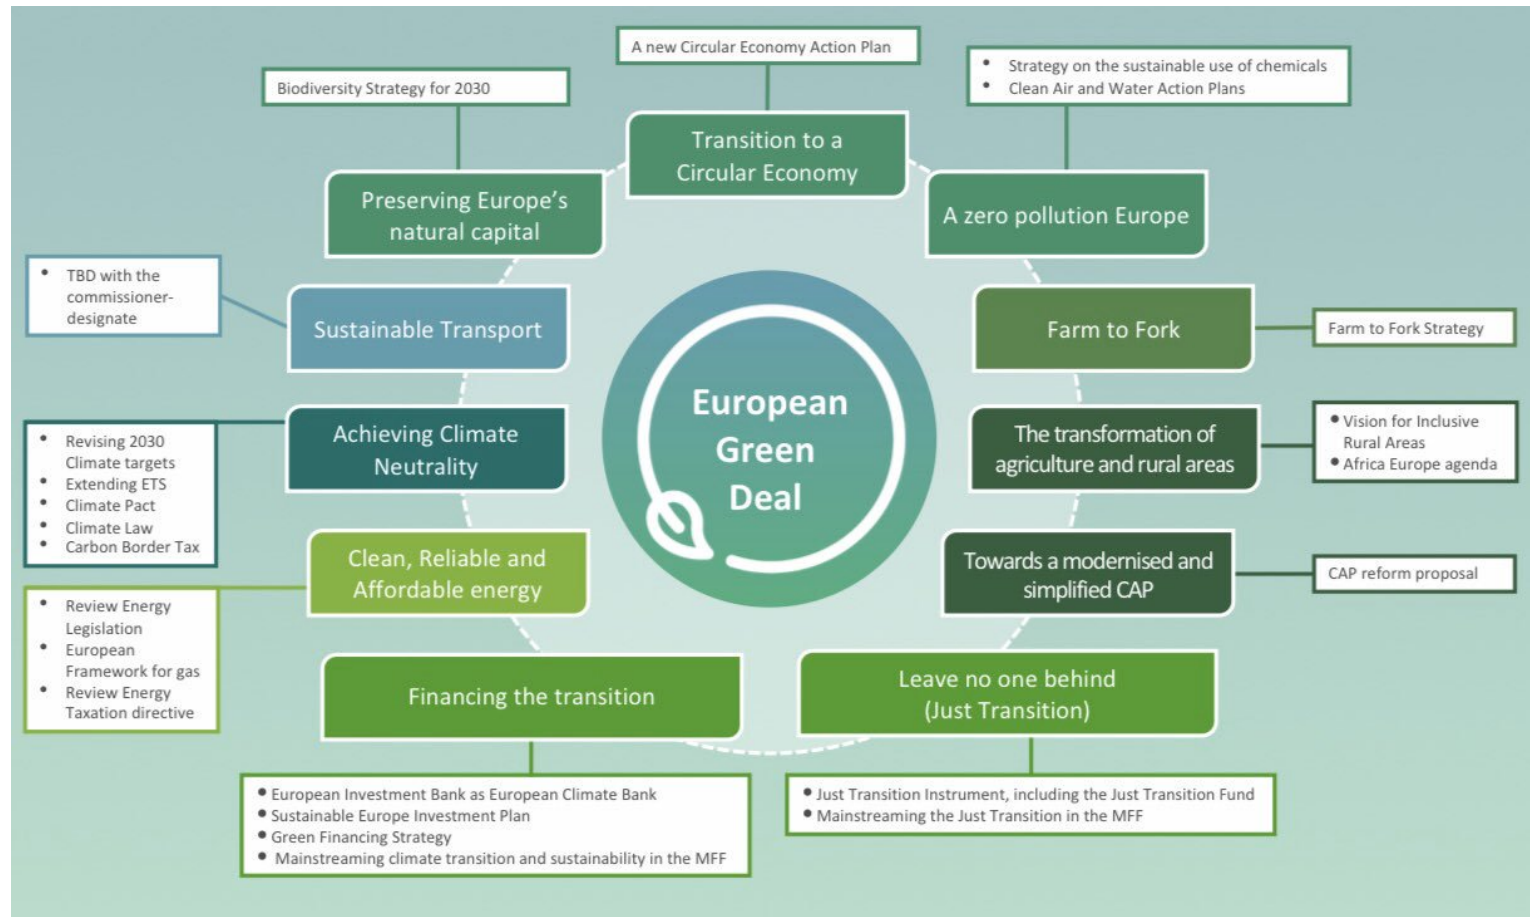 A new Circular Economy Action Plan
• Strategy on the sustainable use of chemicals
• Clean Air and Water Action Plans
Biodiversity Strategy for 2030
Transition to a
Circular Economy
Preserving Europe’s
natural capital
A zero pollution Europe
• TBD with the
commissioner-
designate
Sustainable Transport
Farm to Fork
Farm to Fork Strategy
European
Green
Deal
• Revising 2030
Climate targets
• Extending ETS
• Climate Pact
• Climate Law
• Carbon Border Tax
Achieving Climate
Neutrality
The transformation of
agriculture and rural areas
• Vision for Inclusive
Rural Areas
• Africa Europe agenda
Clean, Reliable and
Affordable energy
Towards a modernised and
simplified CAP
CAP reform proposal
• Review Energy
Legislation
• European
Framework for gas
• Review Energy
Taxation directive
Financing the transition
Leave no one behind
(Just Transition)
• European Investment Bank as European Climate Bank
• Sustainable Europe Investment Plan
• Green Financing Strategy
• Mainstreaming climate transition and sustainability in the MFF
• Just Transition Instrument, including the Just Transition Fund
• Mainstreaming the Just Transition in the MFF